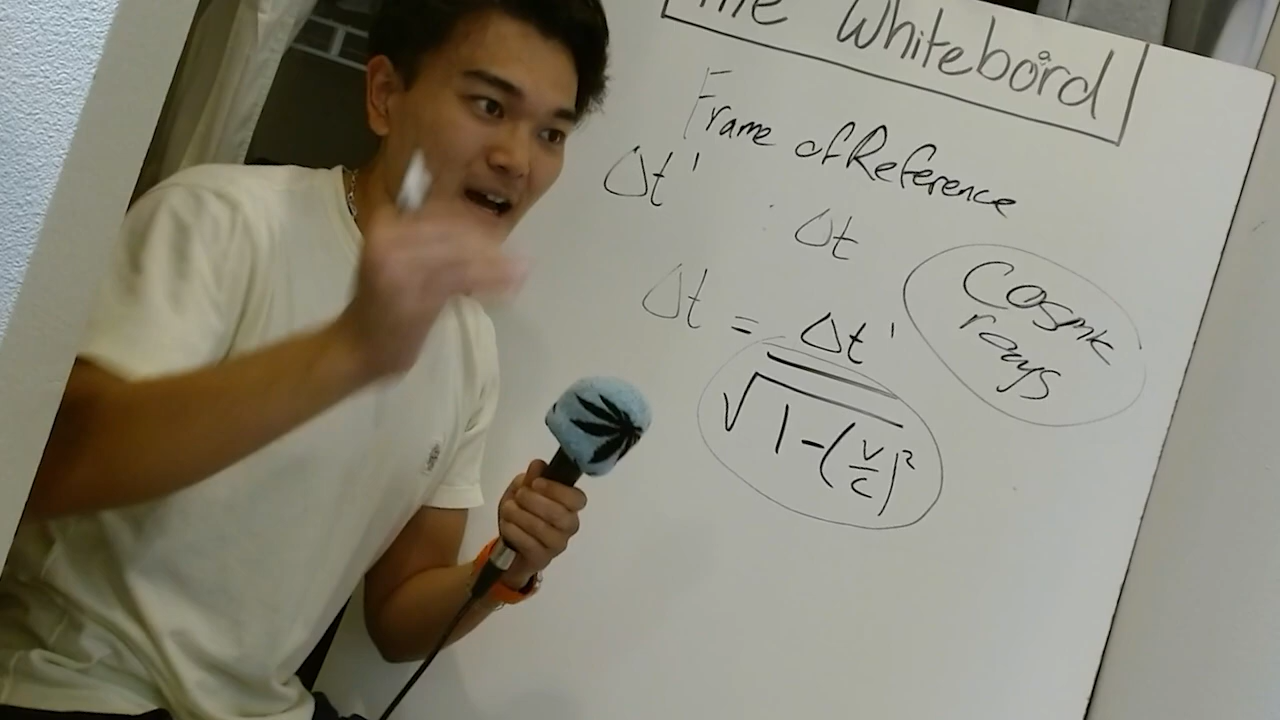 The Whitebord
Frame of Reference
Δt'
Δt
Δt = Δt'
√1-(v/c)²
Cosmic
rays